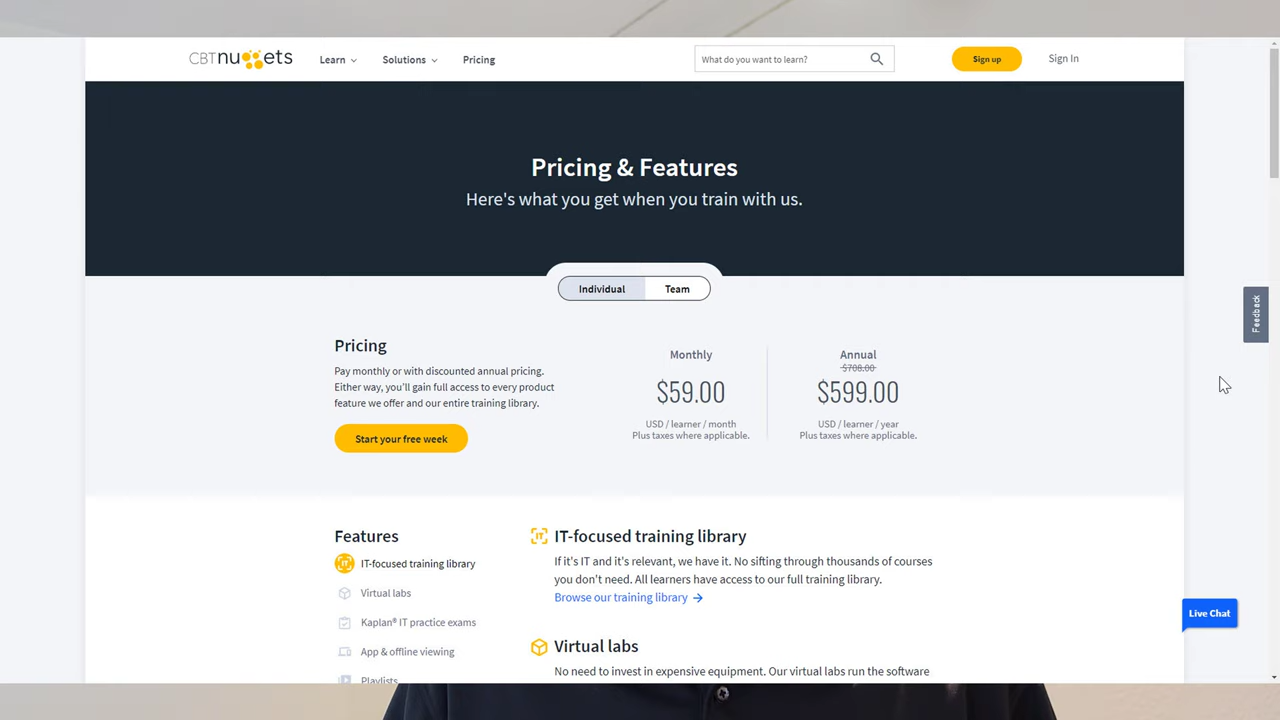 CBTnuggets
Learn
Solutions
Pricing
What do you want to learn?
Sign up
Sign In
Pricing & Features
Here's what you get when you train with us.
Individual
Team
Pricing
Pay monthly or with discounted annual pricing.
Either way, you'll gain full access to every product
feature we offer and our entire training library.
Start your free week
Monthly
$59.00
USD / learner / month
Plus taxes where applicable.
Annual
$708.00
$599.00
USD / learner / year
Plus taxes where applicable.
Feedback
Features
IT-focused training library
Virtual labs
Kaplan® IT practice exams
App & offline viewing
Playlists
IT
IT
IT-focused training library
If it's IT and it's relevant, we have it. No sifting through thousands of courses
you don't need. All learners have access to our full training library.
Browse our training library
Virtual labs
No need to invest in expensive equipment. Our virtual labs run the software
Live Chat